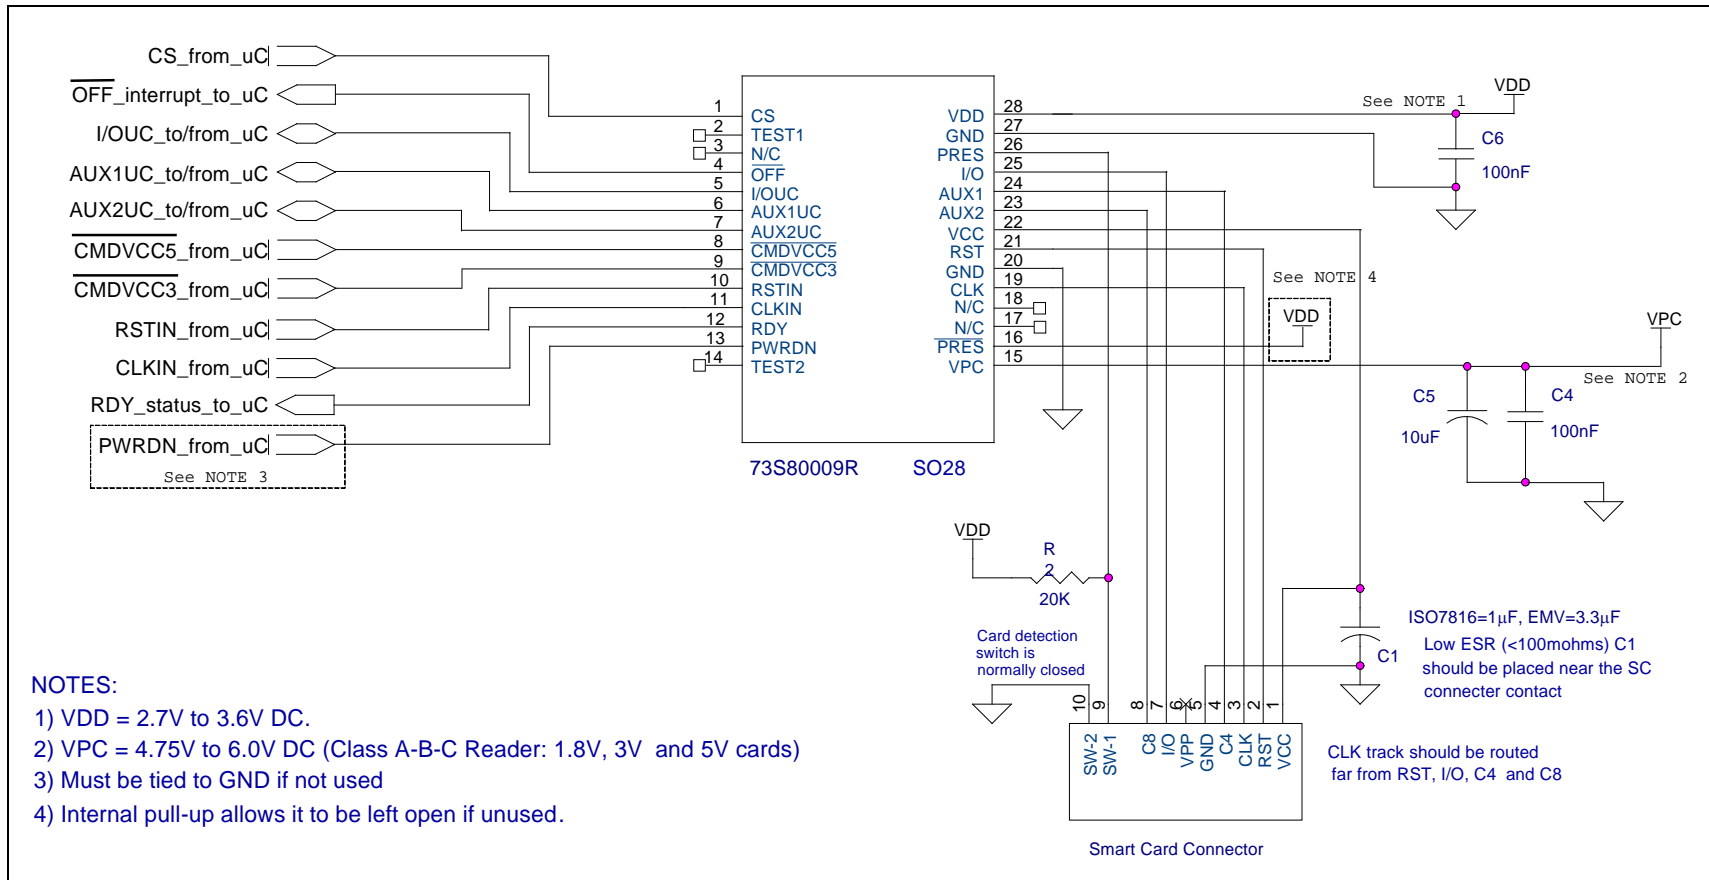 CS_from_uC
OFF_interrupt_to_uC
I/OUC_to/from_uC
AUX1UC_to/from_uC
AUX2UC_to/from_uC
CMDVCC5_from_uC
CMDVCC3_from_uC
RSTIN_from_uC
CLKIN_from_uC
RDY_status_to_uC
PWRDN_from_uC
See NOTE 3
1 CS
2 TEST1
3 N/C
4 OFF
5 I/OUC
6 AUX1UC
7 AUX2UC
8 CMDVCC5
9 CMDVCC3
10 RSTIN
11 CLKIN
12 RDY
13 PWRDN
14 TEST2
VDD 28
GND 27
PRES 26
I/O 25
AUX1 24
AUX2 23
VCC 22
RST 21
GND 20
CLK 19
N/C 18
N/C 17
PRES 16
VPC 15
73S80009R SO28
See NOTE 1
VDD
C6
100nF
See NOTE 4
VDD
VPC
See NOTE 2
C5
10uF
C4
100nF
VDD
R
2
20K
Card detection
switch is
normally closed
C1
ISO7816=1µF, EMV=3.3µF
Low ESR (<100mohms) C1
should be placed near the SC
connecter contact
10 9 8 7 6 5 4 3 2 1
SW-2 SW-1 C8 I/O VPP GND C4 CLK RST VCC
CLK track should be routed
far from RST, I/O, C4 and C8
Smart Card Connector
NOTES:
1) VDD = 2.7V to 3.6V DC.
2) VPC = 4.75V to 6.0V DC (Class A-B-C Reader: 1.8V, 3V and 5V cards)
3) Must be tied to GND if not used
4) Internal pull-up allows it to be left open if unused.